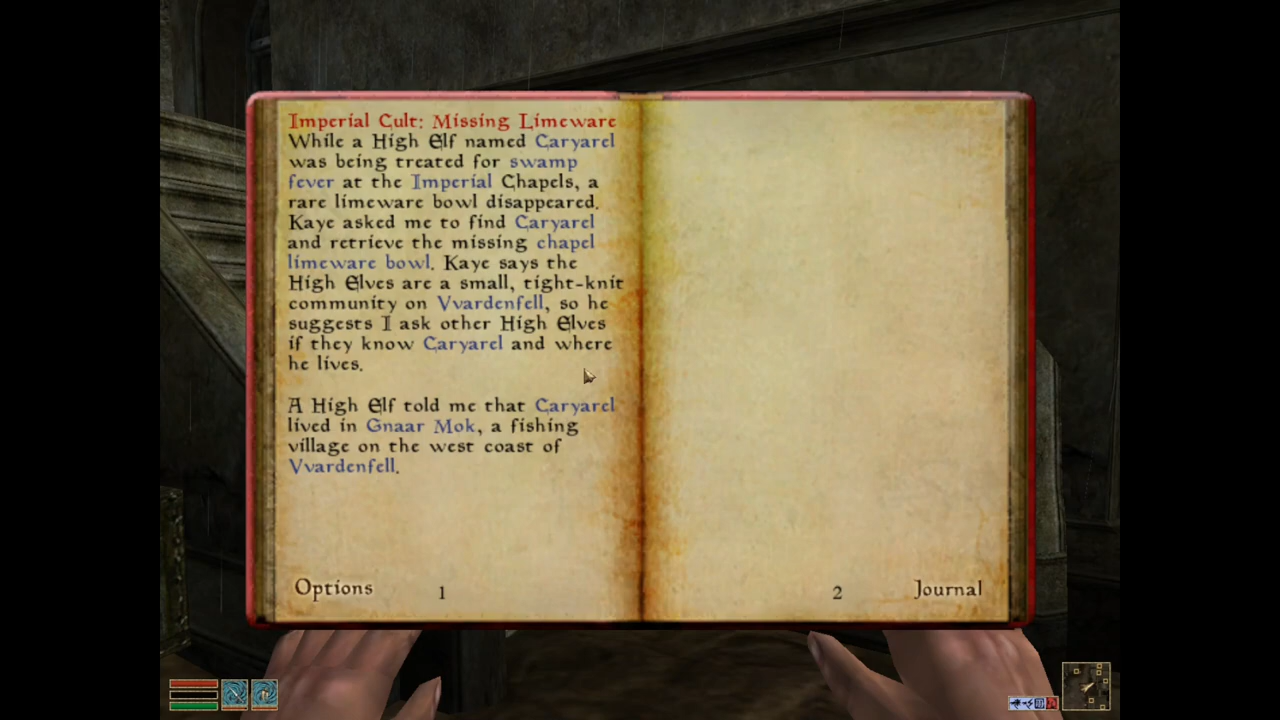 Imperial Cult: Missing Limeware
While a High Elf named Caryarel
was being treated for swamp
fever at the Imperial Chapels, a
rare limeware bowl disappeared.
Kaye asked me to find Caryarel
and retrieve the missing chapel
limeware bowl. Kaye says the
High Elves are a small, tight-knit
community on Vvardenfell, so he
suggests I ask other High Elves
if they know Caryarel and where
he lives.
A High Elf told me that Caryarel
lived in Gnaar Mok, a fishing
village on the west coast of
Vvardenfell.
Options 1
2 Journal